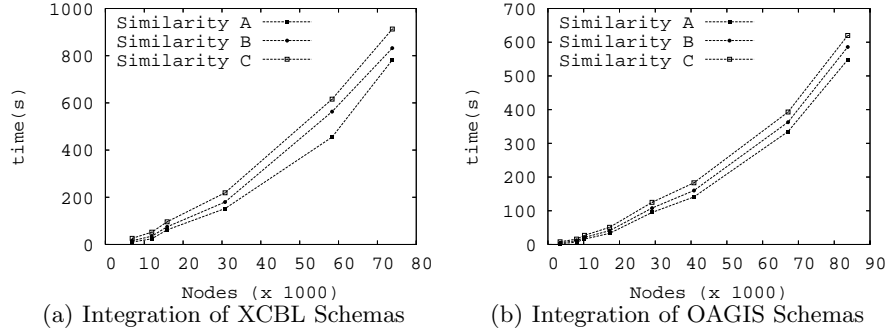 1000
800
600
400
200
0
time(s)
Similarity A
Similarity B
Similarity C
0 10 20 30 40 50 60 70 80
Nodes (x 1000)
(a) Integration of XCBL Schemas
700
600
500
400
300
200
100
0
time(s)
Similarity A
Similarity B
Similarity C
0 10 20 30 40 50 60 70 80 90
Nodes (x 1000)
(b) Integration of OAGIS Schemas